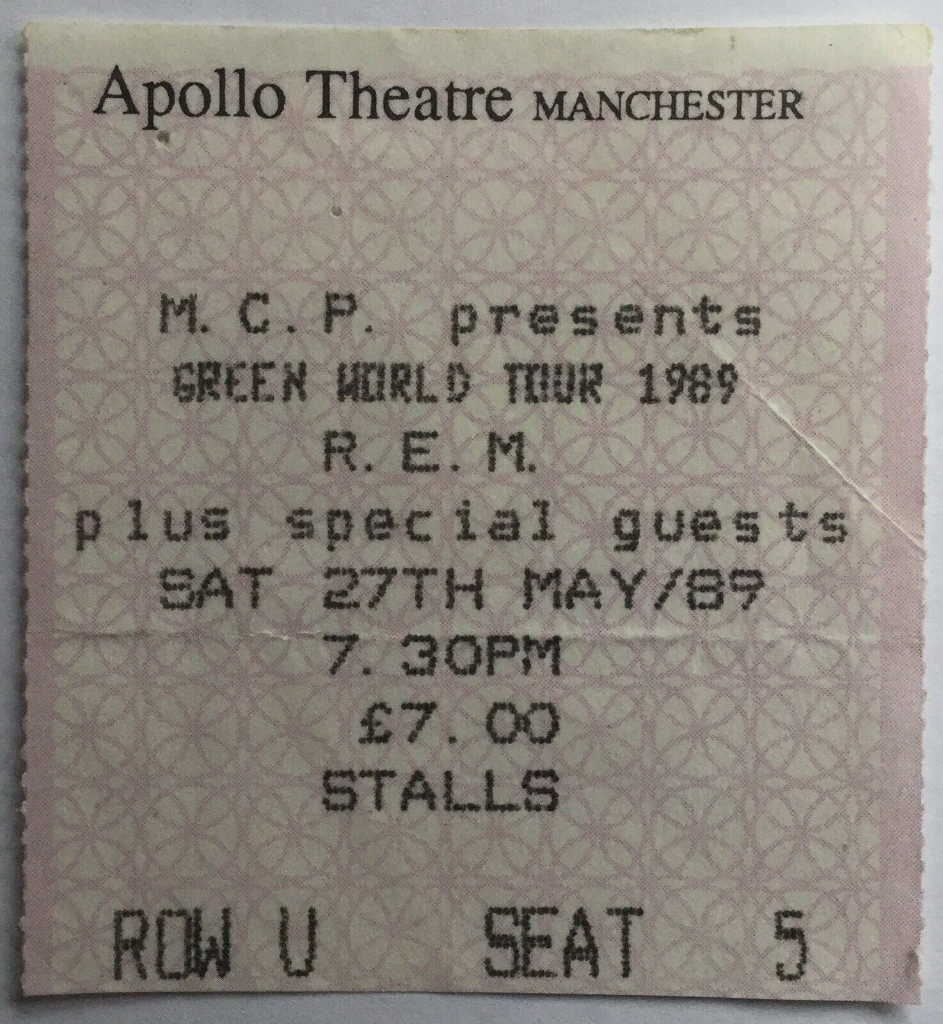 Apollo Theatre MANCHESTER
M.C.P. presents
GREEN WORLD TOUR 1989
R.E.M.
plus special guests
SAT 27TH MAY/89
7.30PM
£7.00
STALLS
ROW U SEAT 5